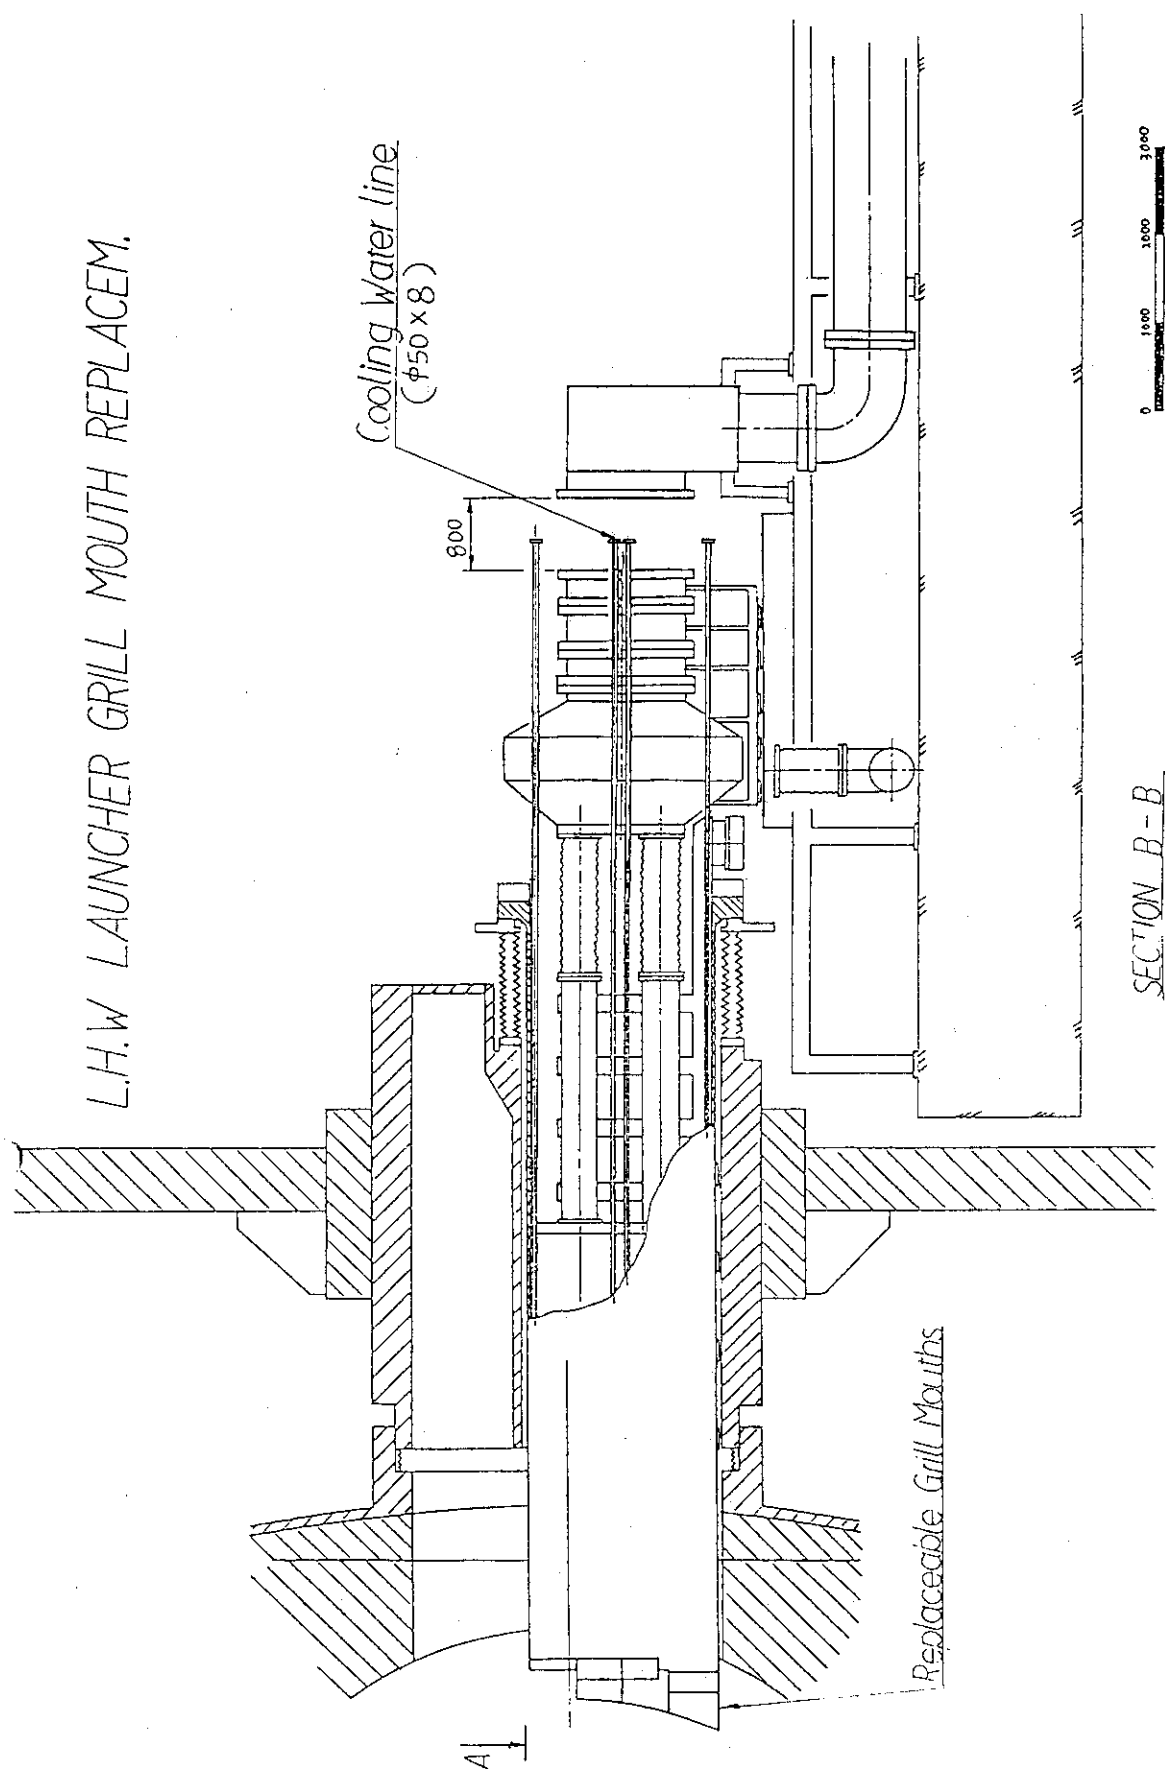 L.H.W LAUNCHER GRILL MOUTH REPLACEM.
Cooling Water line
(φ50×8)
800
Replaceable Grill Mouths
A
SECTION B-B
0 1000 2000 3000